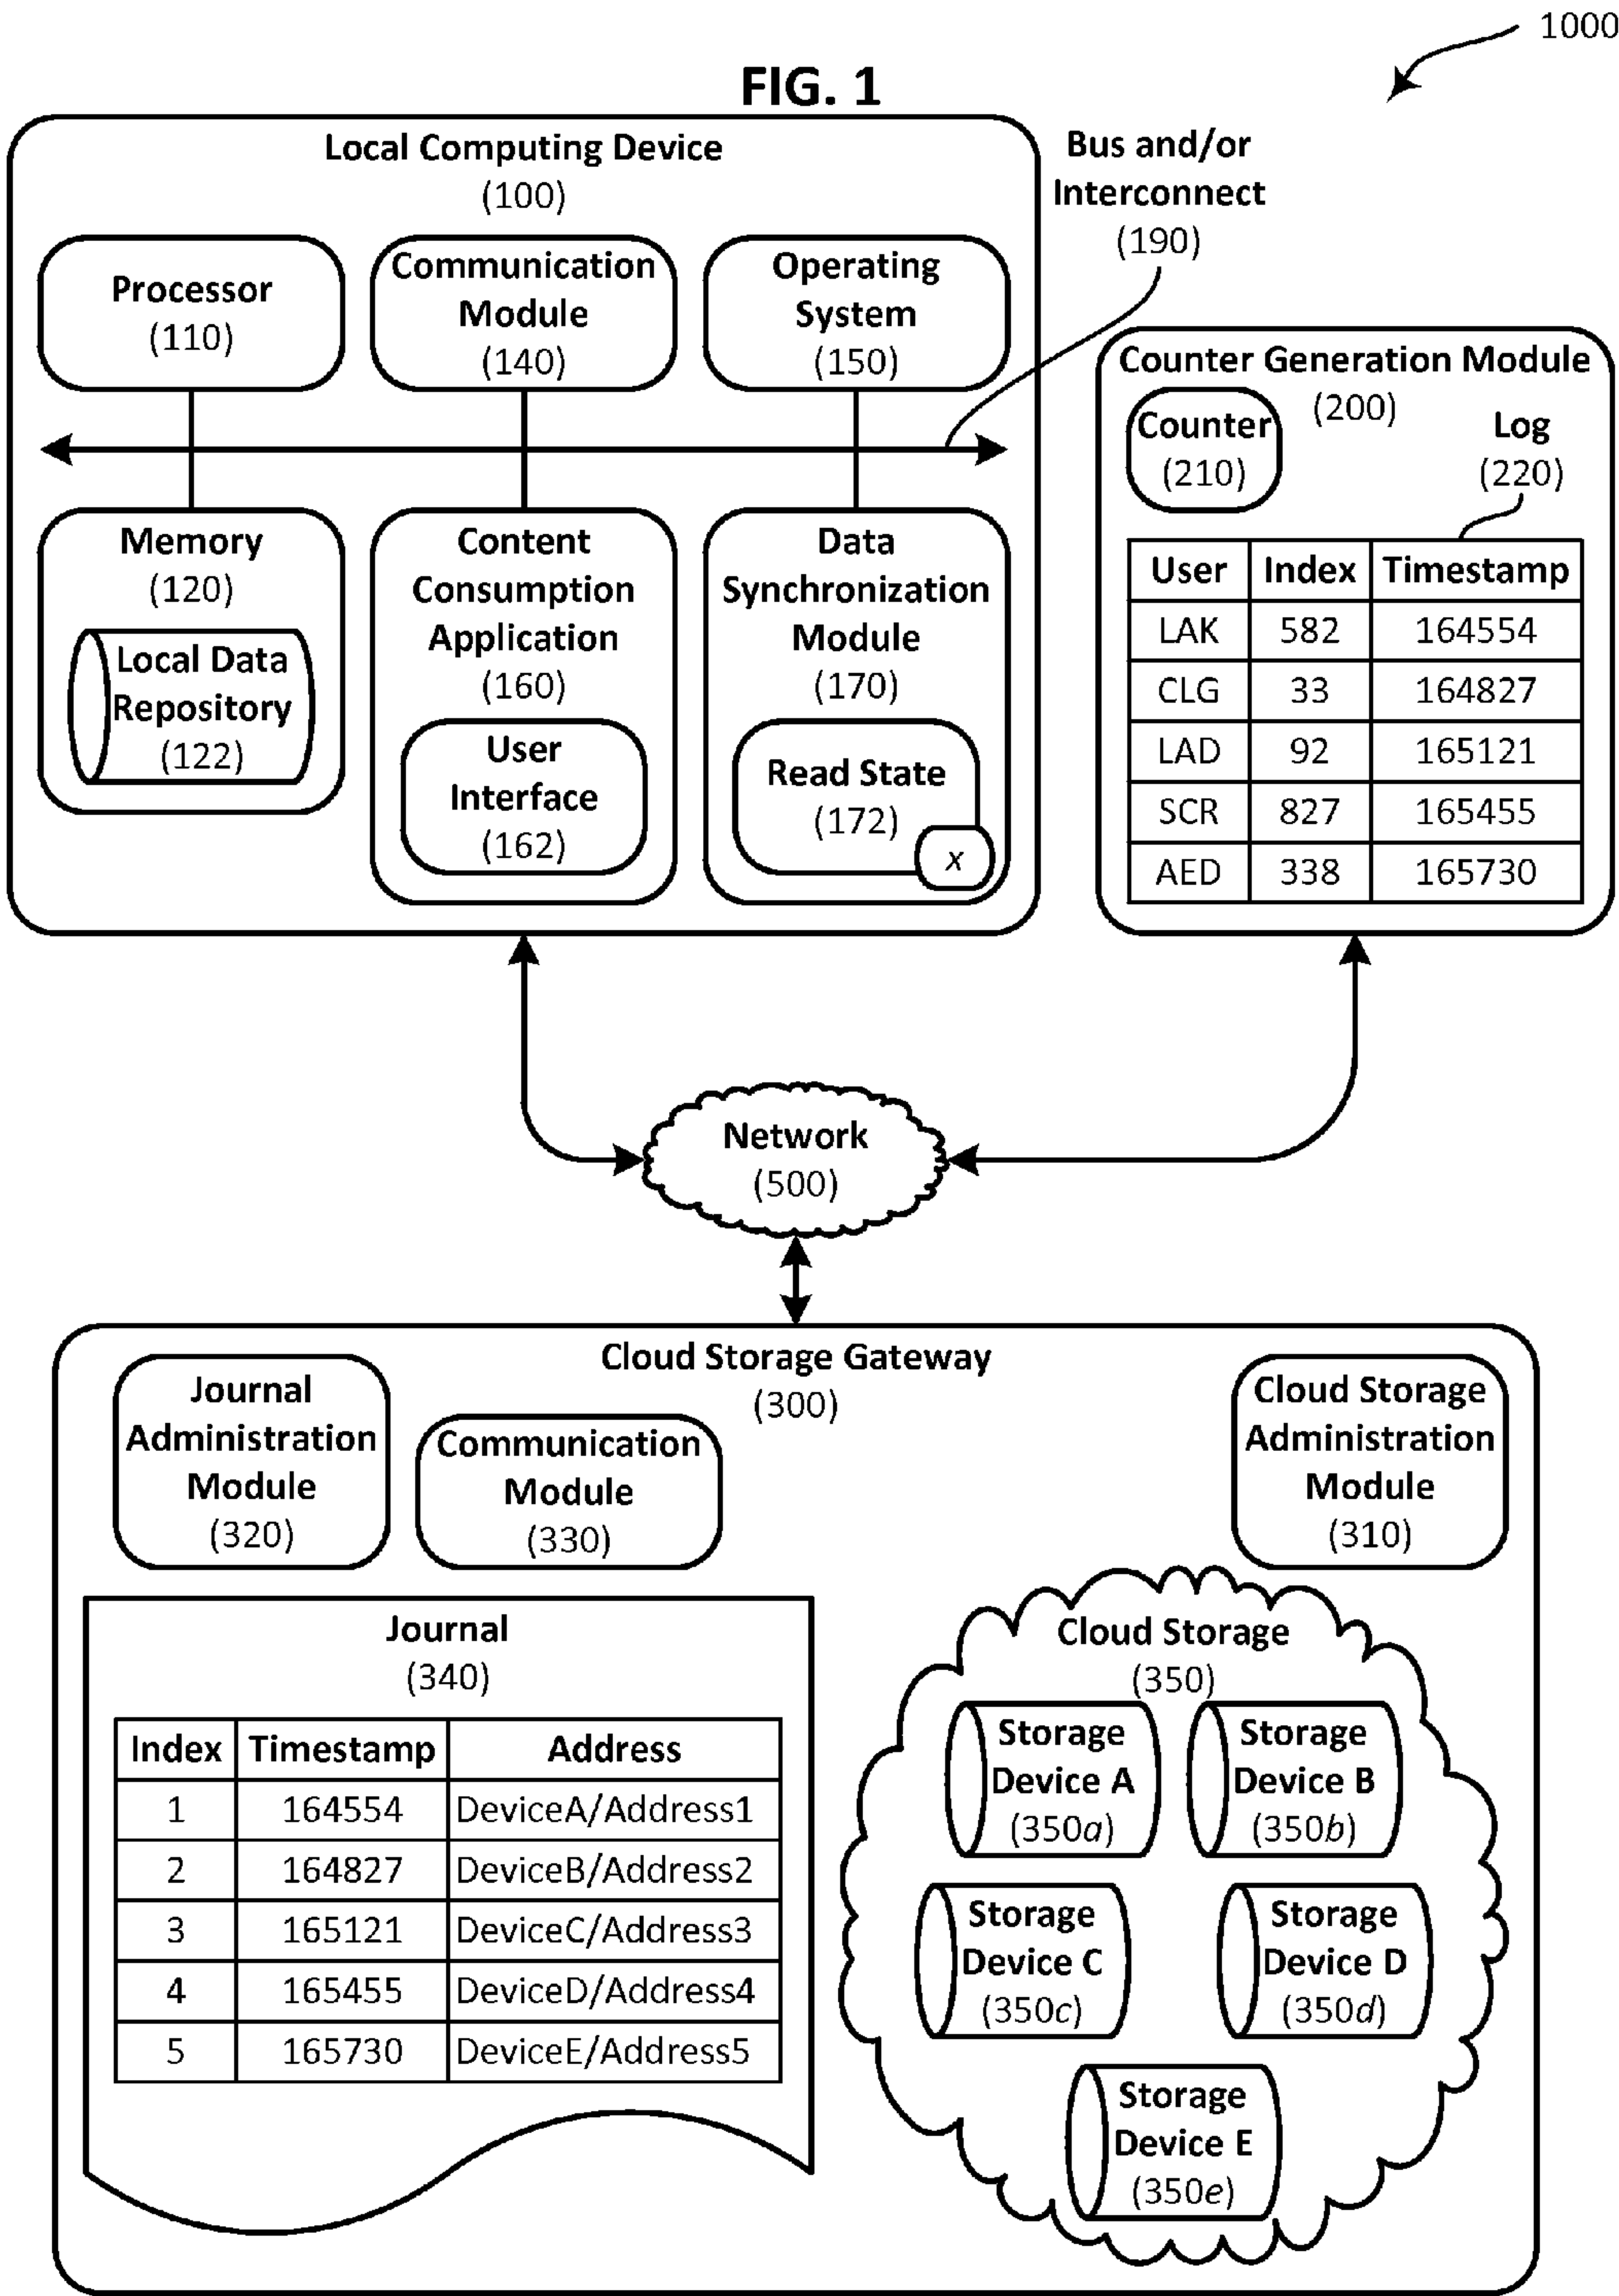 1000
FIG. 1
Local Computing Device
(100)
Bus and/or
Interconnect
(190)
Processor
(110)
Communication
Module
(140)
Operating
System
(150)
Memory
(120)
Local Data
Repository
(122)
Content
Consumption
Application
(160)
User
Interface
(162)
Data
Synchronization
Module
(170)
Read State
(172)
x
Counter Generation Module
(200)
Counter
(210)
Log
(220)
User Index Timestamp
LAK 582 164554
CLG 33 164827
LAD 92 165121
SCR 827 165455
AED 338 165730
Network
(500)
Cloud Storage Gateway
(300)
Journal
Administration
Module
(320)
Communication
Module
(330)
Cloud Storage
Administration
Module
(310)
Journal
(340)
Index Timestamp Address
1 164554 DeviceA/Address1
2 164827 DeviceB/Address2
3 165121 DeviceC/Address3
4 165455 DeviceD/Address4
5 165730 DeviceE/Address5
Cloud Storage
(350)
Storage
Device A
(350a)
Storage
Device B
(350b)
Storage
Device C
(350c)
Storage
Device D
(350d)
Storage
Device E
(350e)